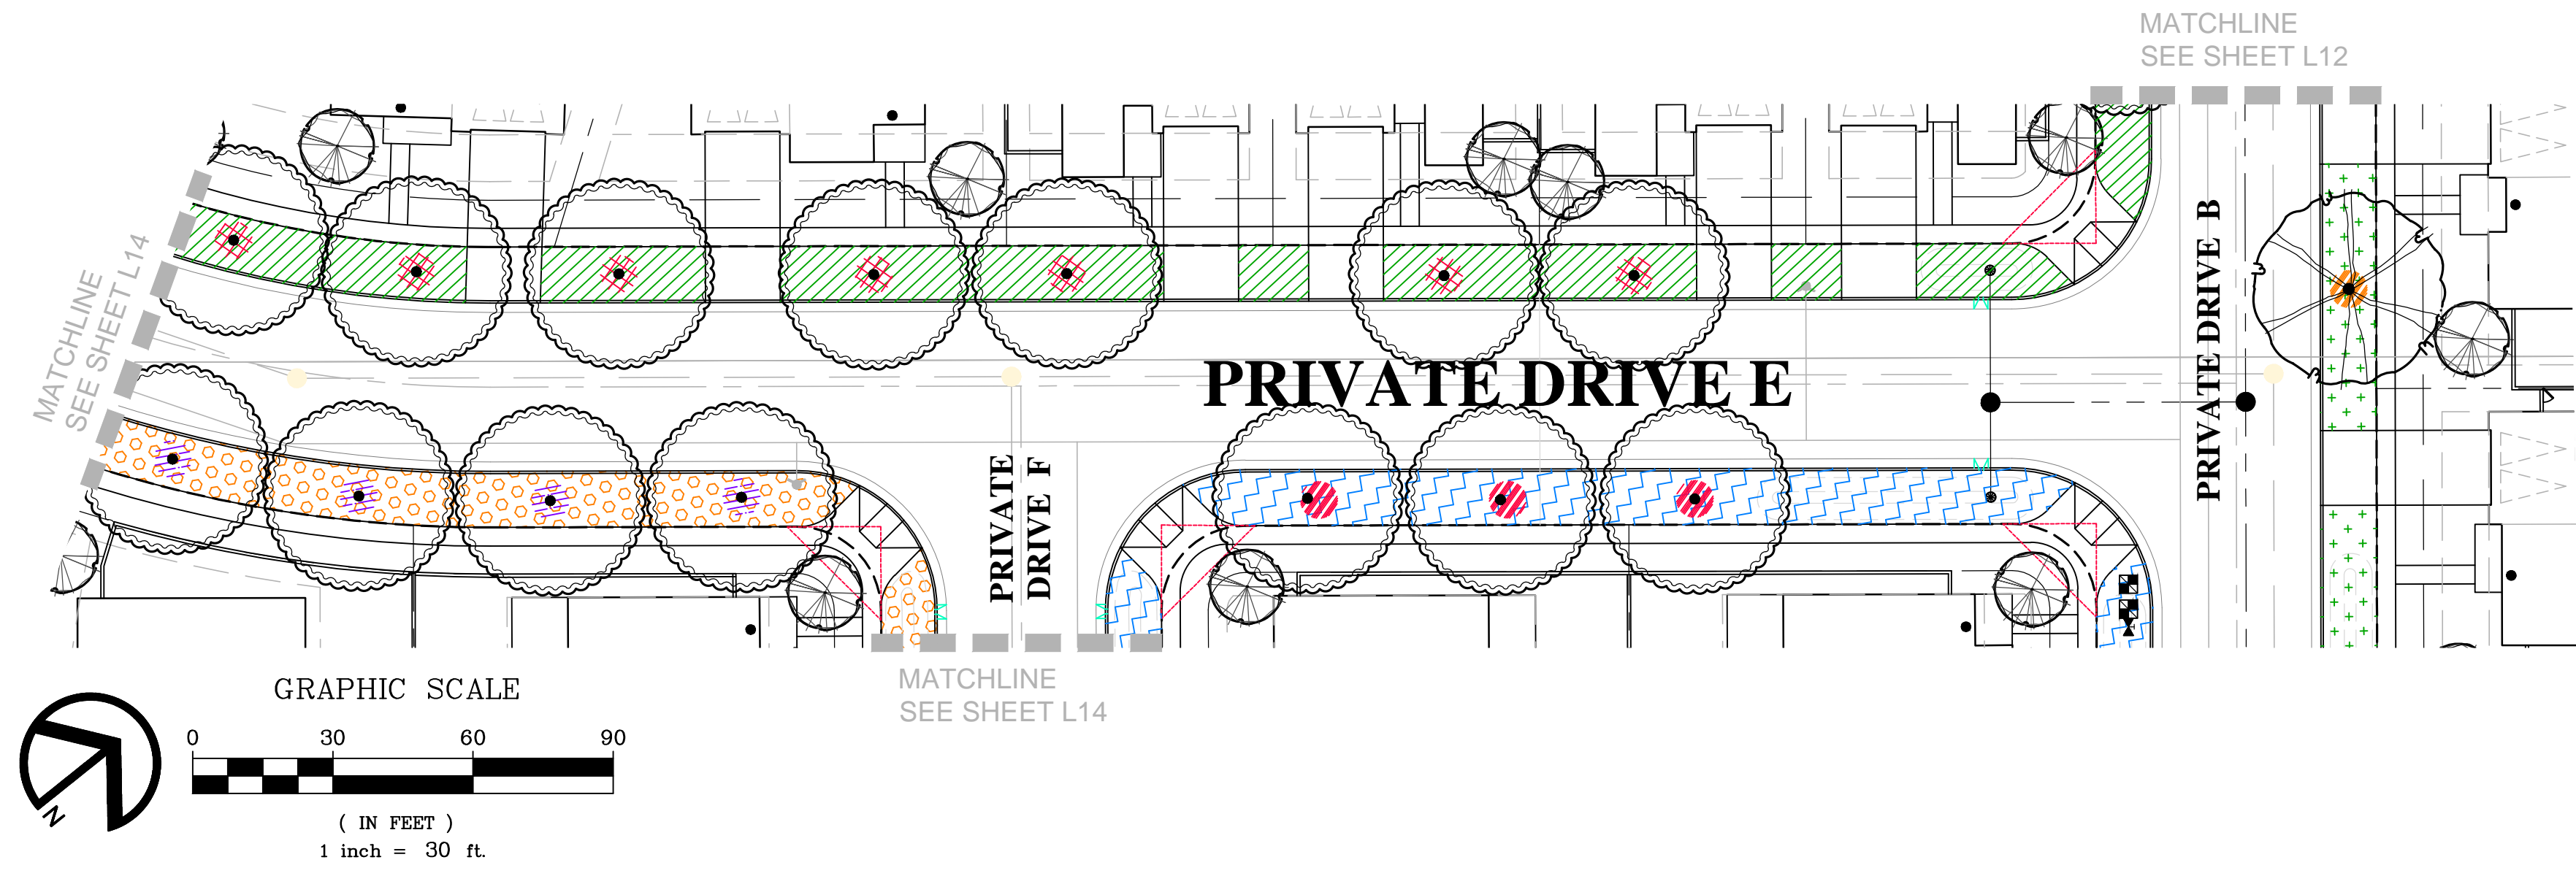 MATCHLINE
SEE SHEET L12
MATCHLINE
SEE SHEET L14
PRIVATE DRIVE B
PRIVATE DRIVE E
PRIVATE
DRIVE F
MATCHLINE
SEE SHEET L14
GRAPHIC SCALE
0 30 60 90
( IN FEET )
1 inch = 30 ft.
N